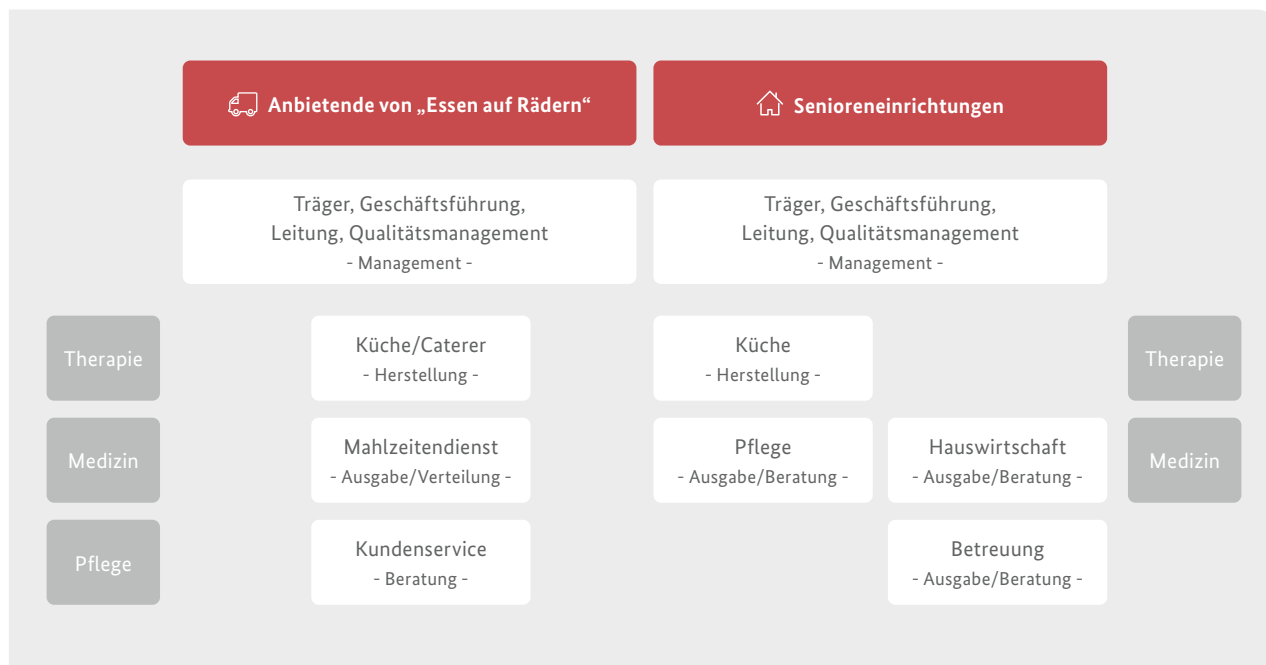 Anbietende von „Essen auf Rädern“
Senioreneinrichtungen
Träger, Geschäftsführung,
Leitung, Qualitätsmanagement
- Management -
Träger, Geschäftsführung,
Leitung, Qualitätsmanagement
- Management -
Therapie
Küche/Caterer
- Herstellung -
Küche
- Herstellung -
Therapie
Medizin
Mahlzeitendienst
- Ausgabe/Verteilung -
Pflege
- Ausgabe/Beratung -
Hauswirtschaft
- Ausgabe/Beratung -
Medizin
Pflege
Kundenservice
- Beratung -
Betreuung
- Ausgabe/Beratung -